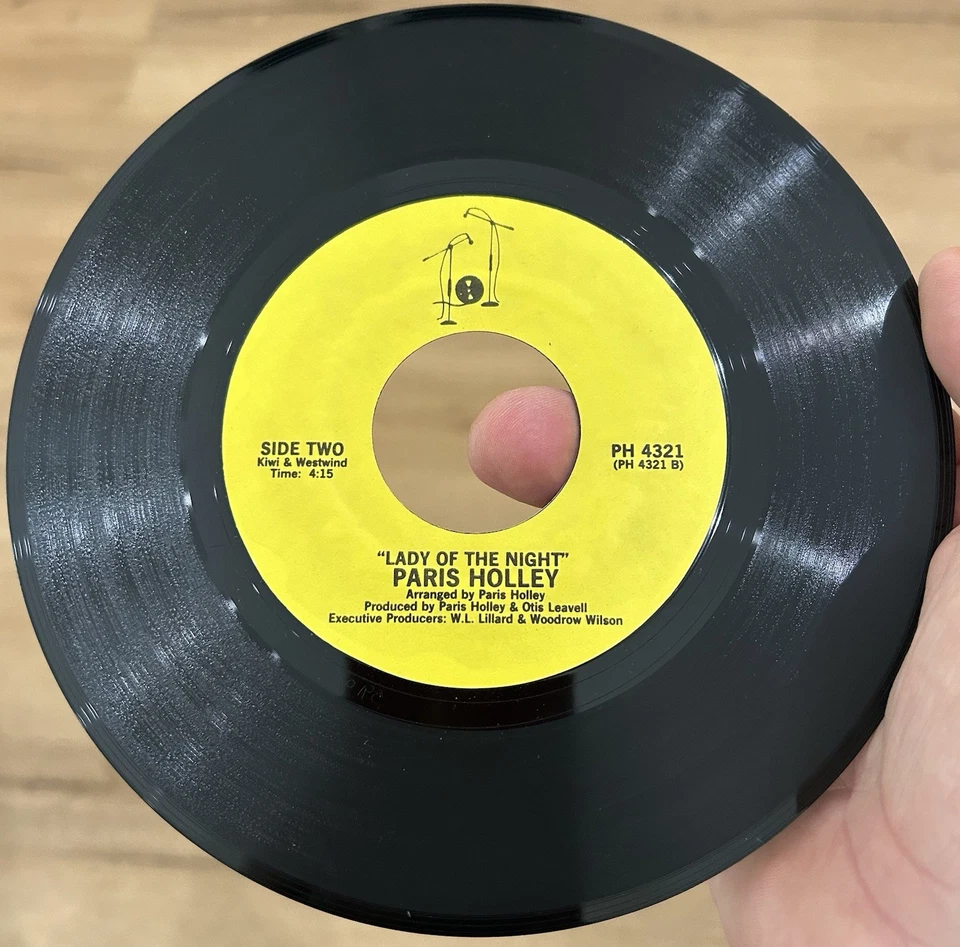 SIDE TWO
Kiwi & Westwind
Time: 4:15
PH 4321
(PH 4321 B)
"LADY OF THE NIGHT"
PARIS HOLLEY
Arranged by Paris Holley
Produced by Paris Holley & Otis Leavell
Executive Producers: W.L. Lillard & Woodrow Wilson